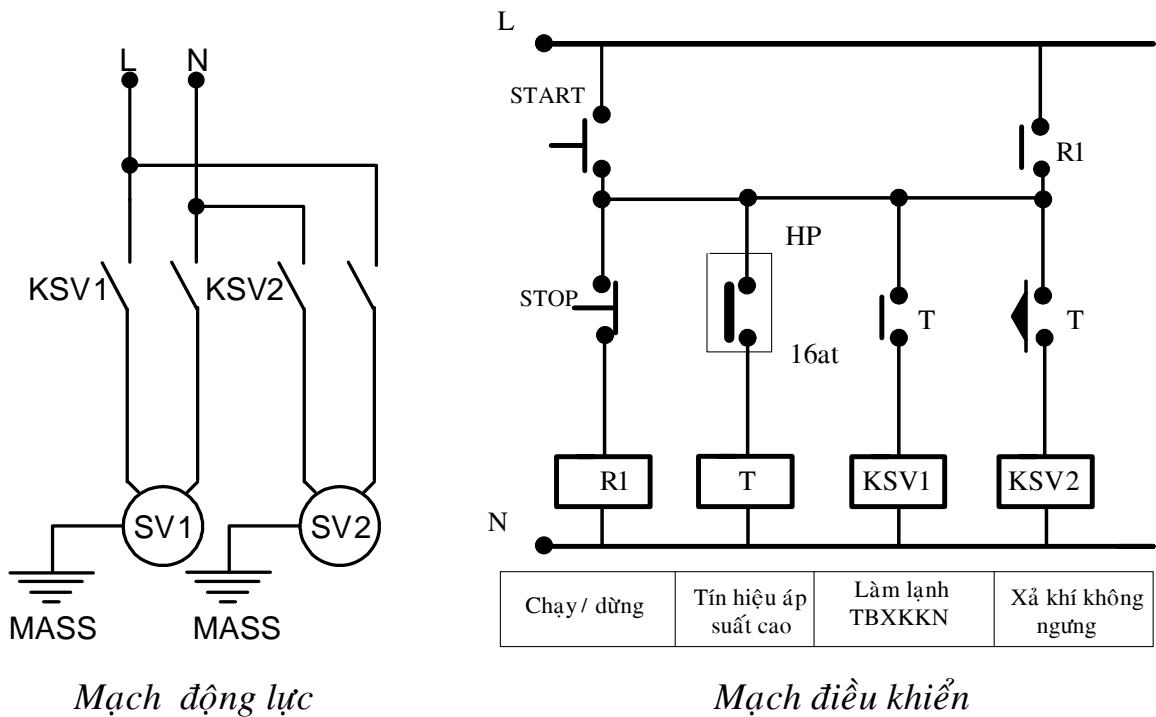 L N
KSV1 KSV2
SV1 SV2
MASS MASS
Mạch động lực
L
START
R1
HP
STOP
T
T
16at
R1 T KSV1 KSV2
N
Chạy / dừng
Tín hiệu áp
suất cao
Làm lạnh
TBXKKN
Xả khí không
ngưng
Mạch điều khiển